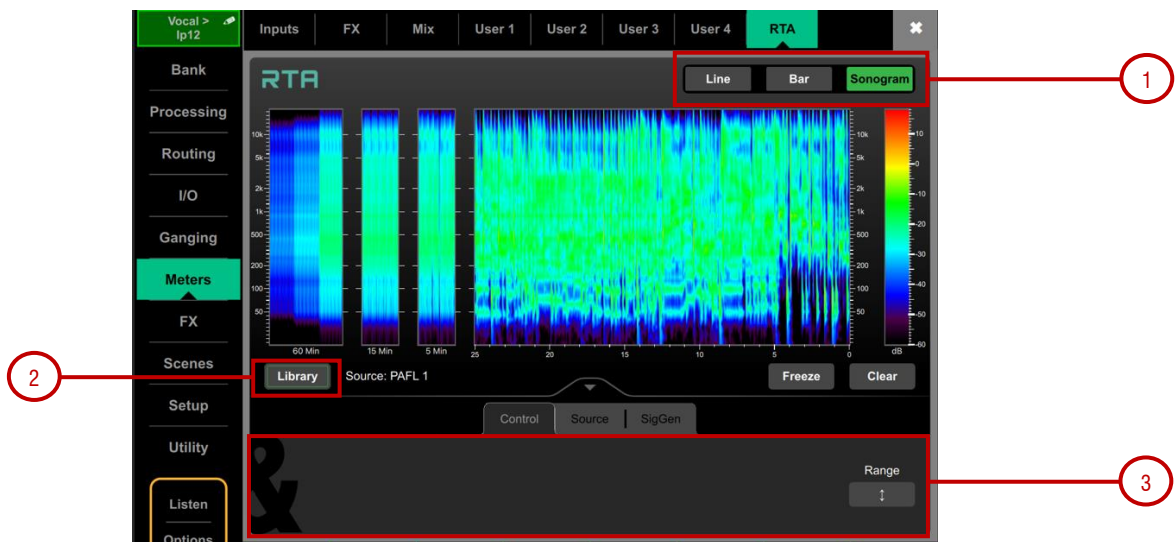 Vocal >
Ip12
Inputs FX Mix User 1 User 2 User 3 User 4 RTA
Bank
Processing
Routing
I/O
Ganging
Meters
FX
Scenes
Setup
Utility
Listen
Options
RTA
Line Bar Sonogram
1
10k
5k
2k
1k
500
200
100
50
10k
5k
2k
1k
500
200
100
50
10
0
-10
-20
-30
-40
-50
-60
60 Min 15 Min 5 Min 25 20 15 10 5 0 dB
2
Library Source: PAFL 1 Freeze Clear
Control Source SigGen
&
Range
3